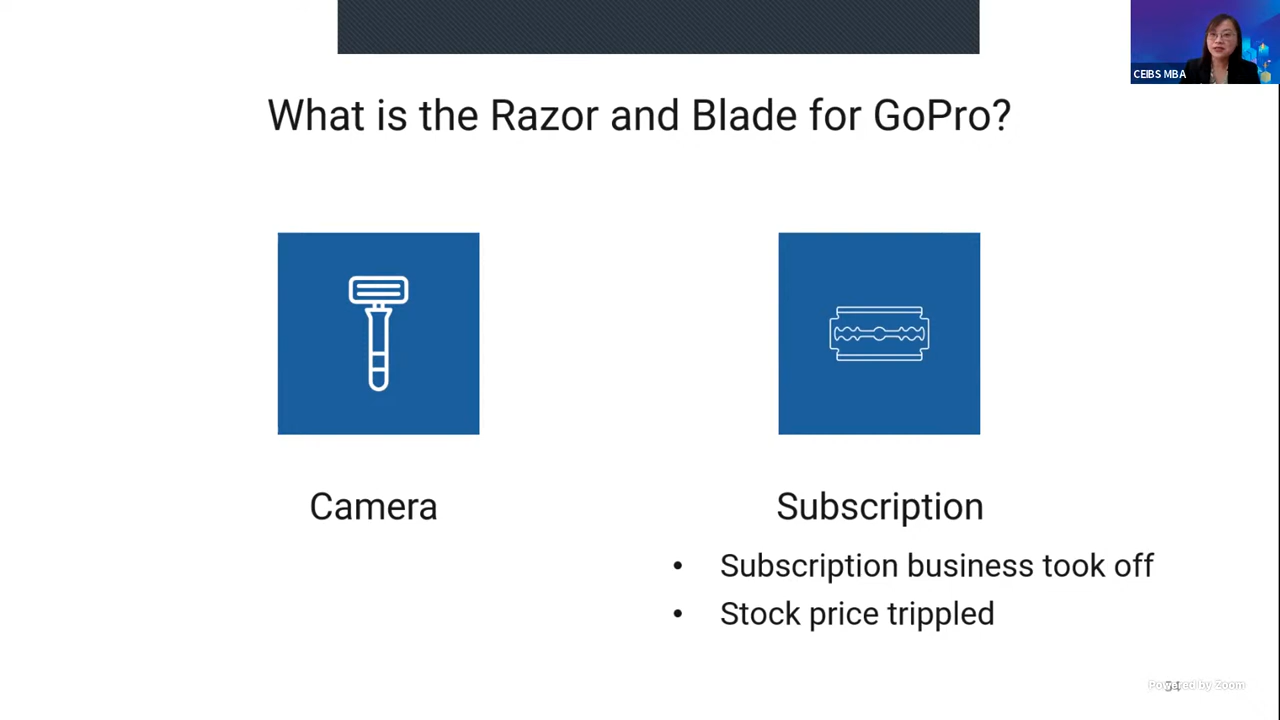 CEIBS MBA
What is the Razor and Blade for GoPro?
Camera
Subscription
• Subscription business took off
• Stock price trippled
Powered by Zoom